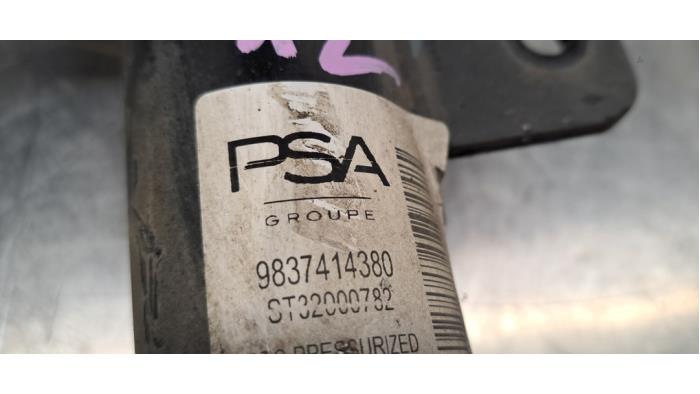 PSA
GROUPE
9837414380
ST32000782
PRESSURIZED